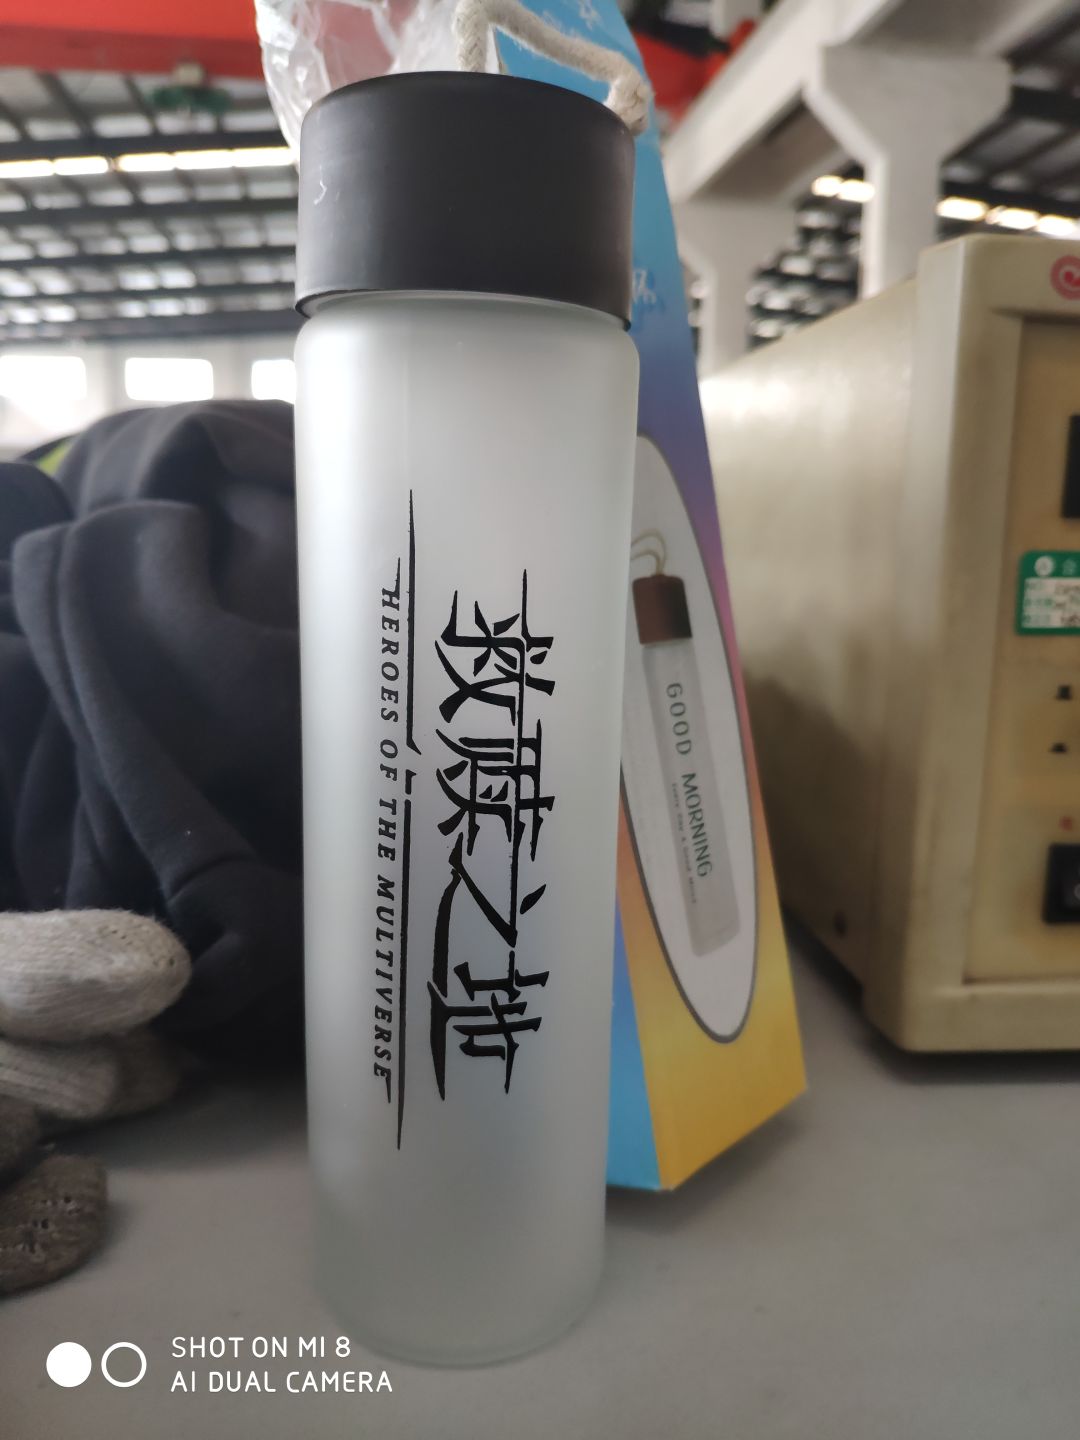 救赎之地
HEROES OF THE MULTIVERSE
GOOD MORNING
SHOT ON MI 8
AI DUAL CAMERA